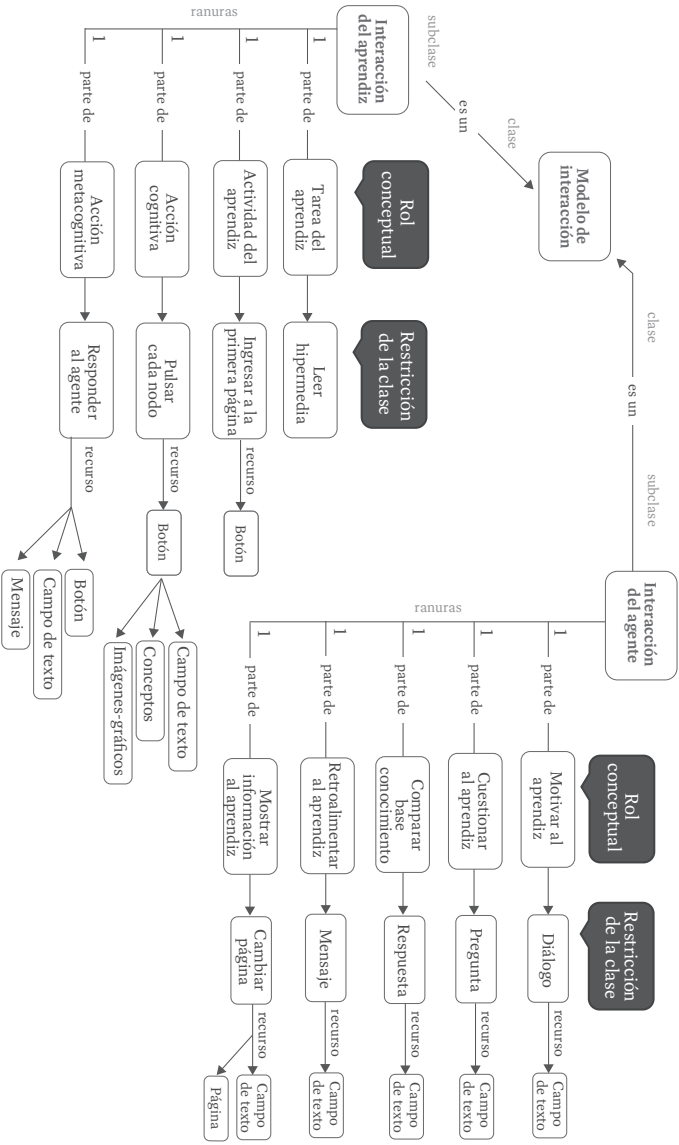 Modelo de
interacción
clase
es un
subclase
clase
es un
subclase
Interacción
del aprendiz
ranuras
Rol
conceptual
Restricción
de la clase
1
parte de
Tarea del
aprendiz
Leer
hipermedia
1
parte de
Actividad del
aprendiz
Ingresar a la
primera página
recurso
Botón
1
parte de
Acción
cognitiva
Pulsar
cada nodo
recurso
Botón
Campo de texto
Conceptos
Imágenes-gráficos
1
parte de
Acción
metacognitiva
Responder
al agente
recurso
Botón
Campo de texto
Mensaje
Interacción
del agente
ranuras
Rol
conceptual
Restricción
de la clase
1
parte de
Motivar al
aprendiz
Diálogo
recurso
Campo
de texto
1
parte de
Cuestionar
al aprendiz
Pregunta
recurso
Campo
de texto
1
parte de
Comparar
base
conocimiento
Respuesta
recurso
Campo
de texto
1
parte de
Retroalimentar
al aprendiz
Mensaje
recurso
Campo
de texto
1
parte de
Mostrar
información
al aprendiz
Cambiar
página
recurso
Campo
de texto
Página